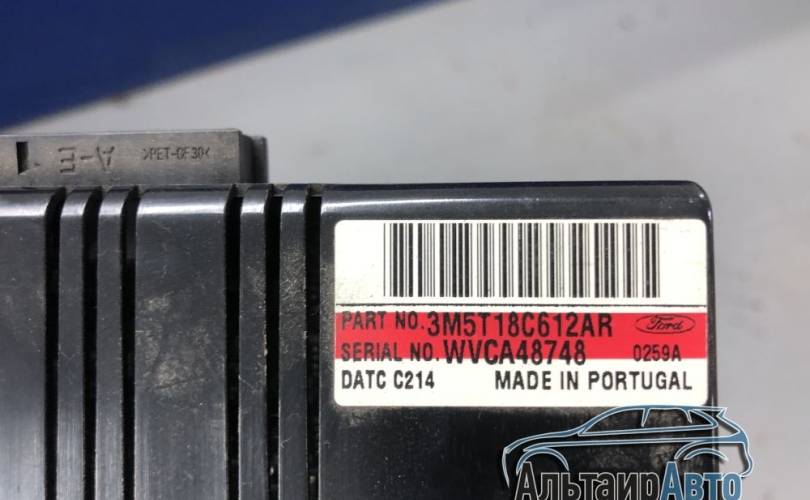 >PET-GF30<
PART NO. 3M5T18C612AR Ford
SERIAL NO. WVCA48748 0259A
DATC C214 MADE IN PORTUGAL
АльтаирАвто